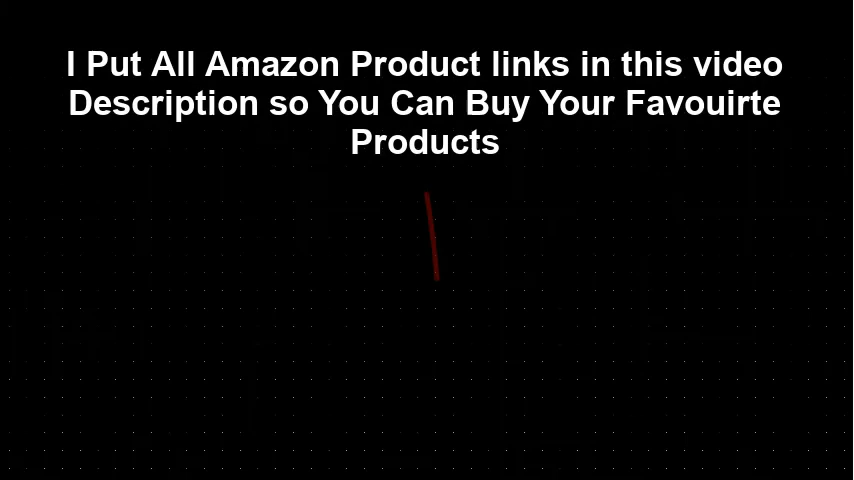 I Put All Amazon Product links in this video
Description so You Can Buy Your Favouirte
Products